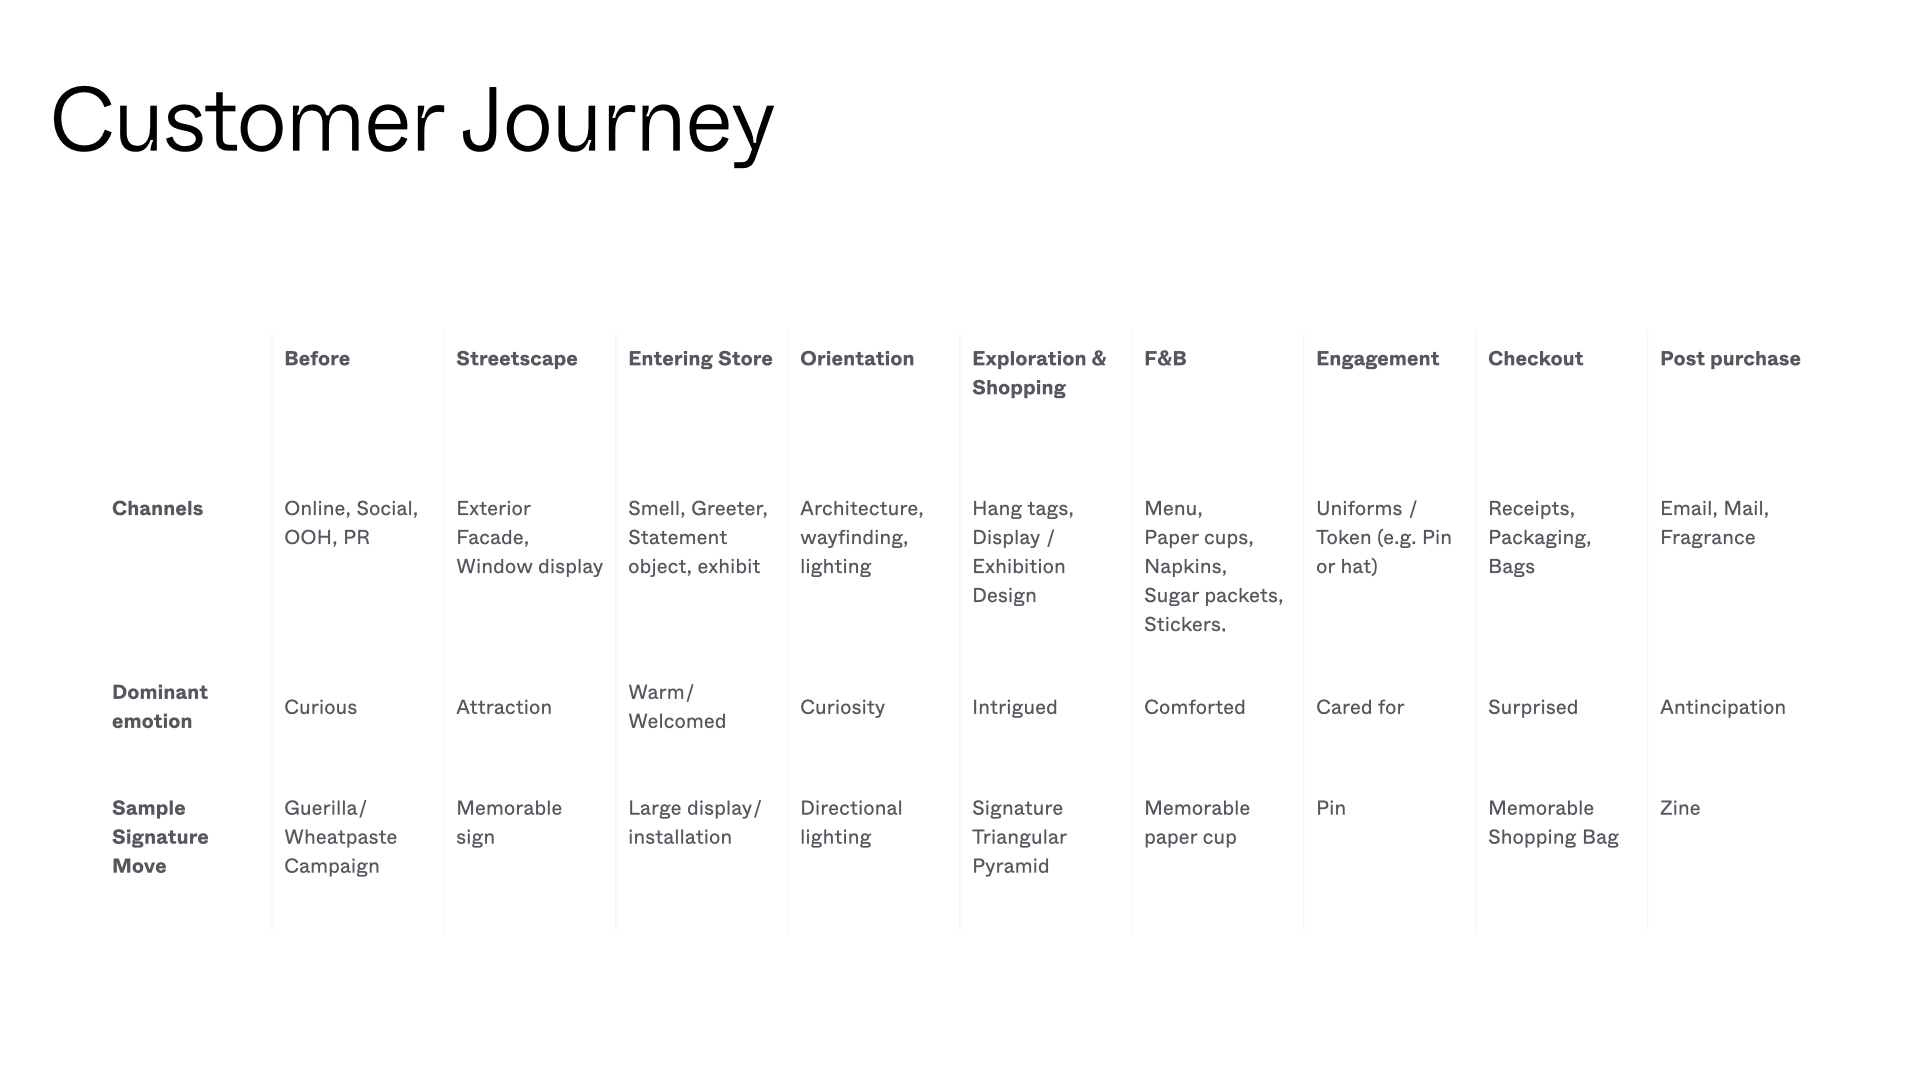 Customer Journey
Before
Streetscape
Entering Store
Orientation
Exploration &
Shopping
F&B
Engagement
Checkout
Post purchase
Channels
Online, Social,
OOH, PR
Exterior
Facade,
Window display
Smell, Greeter,
Statement
object, exhibit
Architecture,
wayfinding,
lighting
Hang tags,
Display /
Exhibition
Design
Menu,
Paper cups,
Napkins,
Sugar packets,
Stickers.
Uniforms /
Token (e.g. Pin
or hat)
Receipts,
Packaging,
Bags
Email, Mail,
Fragrance
Dominant
emotion
Curious
Attraction
Warm/
Welcomed
Curiosity
Intrigued
Comforted
Cared for
Surprised
Antincipation
Sample
Signature
Move
Guerilla/
Wheatpaste
Campaign
Memorable
sign
Large display/
installation
Directional
lighting
Signature
Triangular
Pyramid
Memorable
paper cup
Pin
Memorable
Shopping Bag
Zine